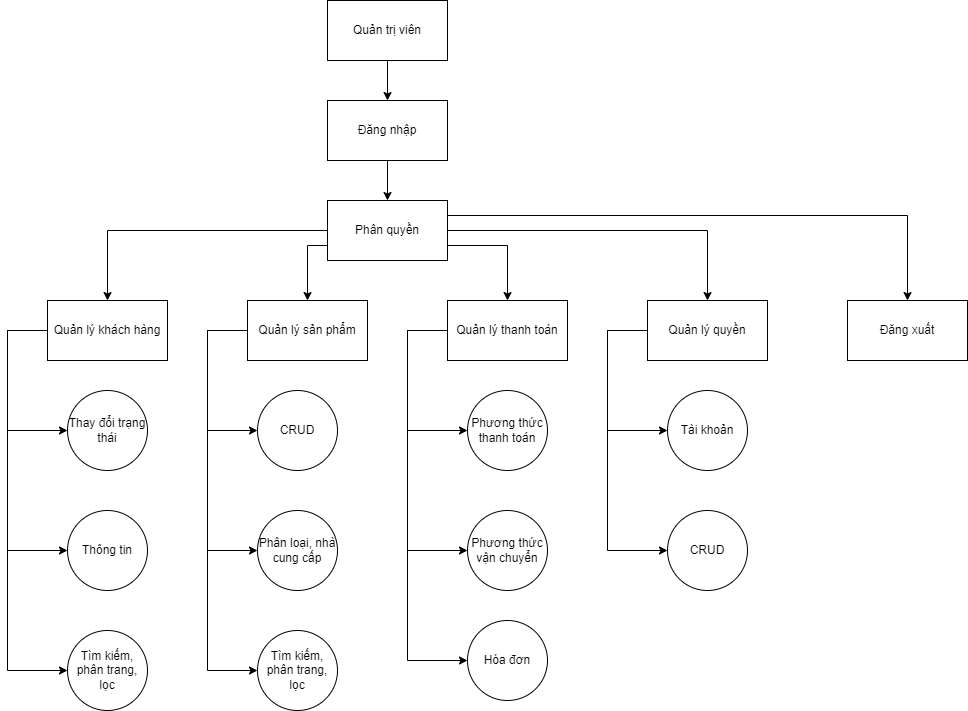 Quản trị viên
Đăng nhập
Phân quyền
Quản lý khách hàng
Quản lý sản phẩm
Quản lý thanh toán
Quản lý quyền
Đăng xuất
Thay đổi trạng
thái
CRUD
Phương thức
thanh toán
Tài khoản
Thông tin
Phân loại, nhà
cung cấp
Phương thức
vận chuyển
CRUD
Tìm kiếm,
phân trang,
lọc
Tìm kiếm,
phân trang,
lọc
Hóa đơn